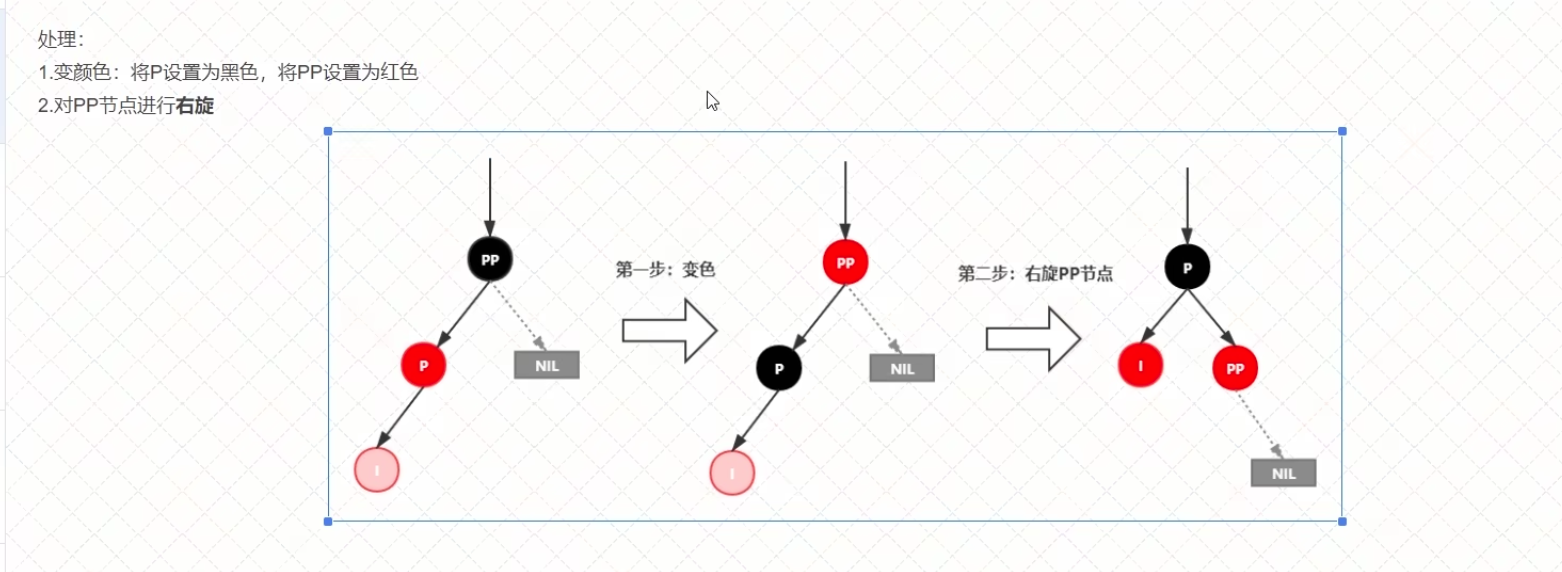 处理：
1.变颜色：将P设置为黑色，将PP设置为红色
2.对PP节点进行右旋
PP
P
NIL
I
第一步：变色
PP
P
NIL
I
第二步：右旋PP节点
P
I
PP
NIL